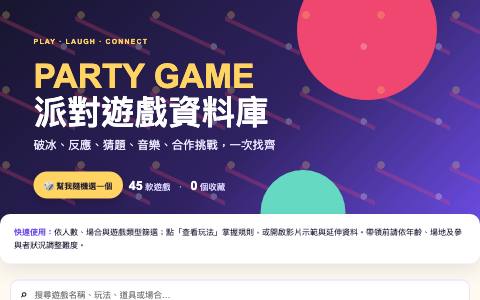 PLAY · LAUGH · CONNECT
PARTY GAME
派對遊戲資料庫
破冰、反應、猜題、音樂、合作挑戰，一次找齊
🎲 幫我隨機選一個 45 款遊戲 · 0 個收藏
快速使用：依人數、場合與遊戲類型篩選；點「查看玩法」掌握規則，或開啟影片示範與延伸資料。帶領前請依年齡、場地及參
與者狀況調整難度。
搜尋遊戲名稱、玩法、道具或場合…